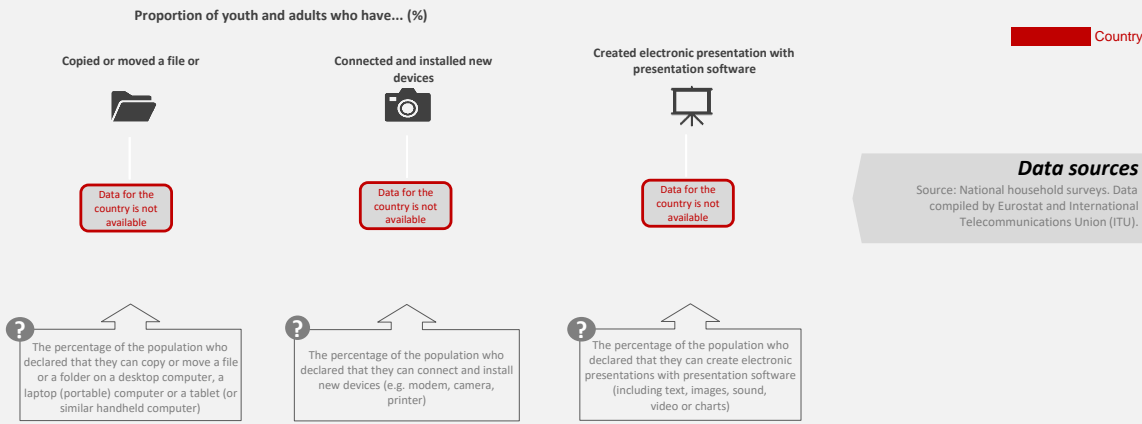 Proportion of youth and adults who have... (%)
Country
Copied or moved a file or
Connected and installed new
devices
Created electronic presentation with
presentation software
Data for the
country is not
available
Data for the
country is not
available
Data for the
country is not
available
Data sources
Source: National household surveys. Data
compiled by Eurostat and International
Telecommunications Union (ITU).
?
The percentage of the population who
declared that they can copy or move a file
or a folder on a desktop computer, a
laptop (portable) computer or a tablet (or
similar handheld computer)
?
The percentage of the population who
declared that they can connect and install
new devices (e.g. modem, camera,
printer)
?
The percentage of the population who
declared that they can create electronic
presentations with presentation software
(including text, images, sound,
video or charts)